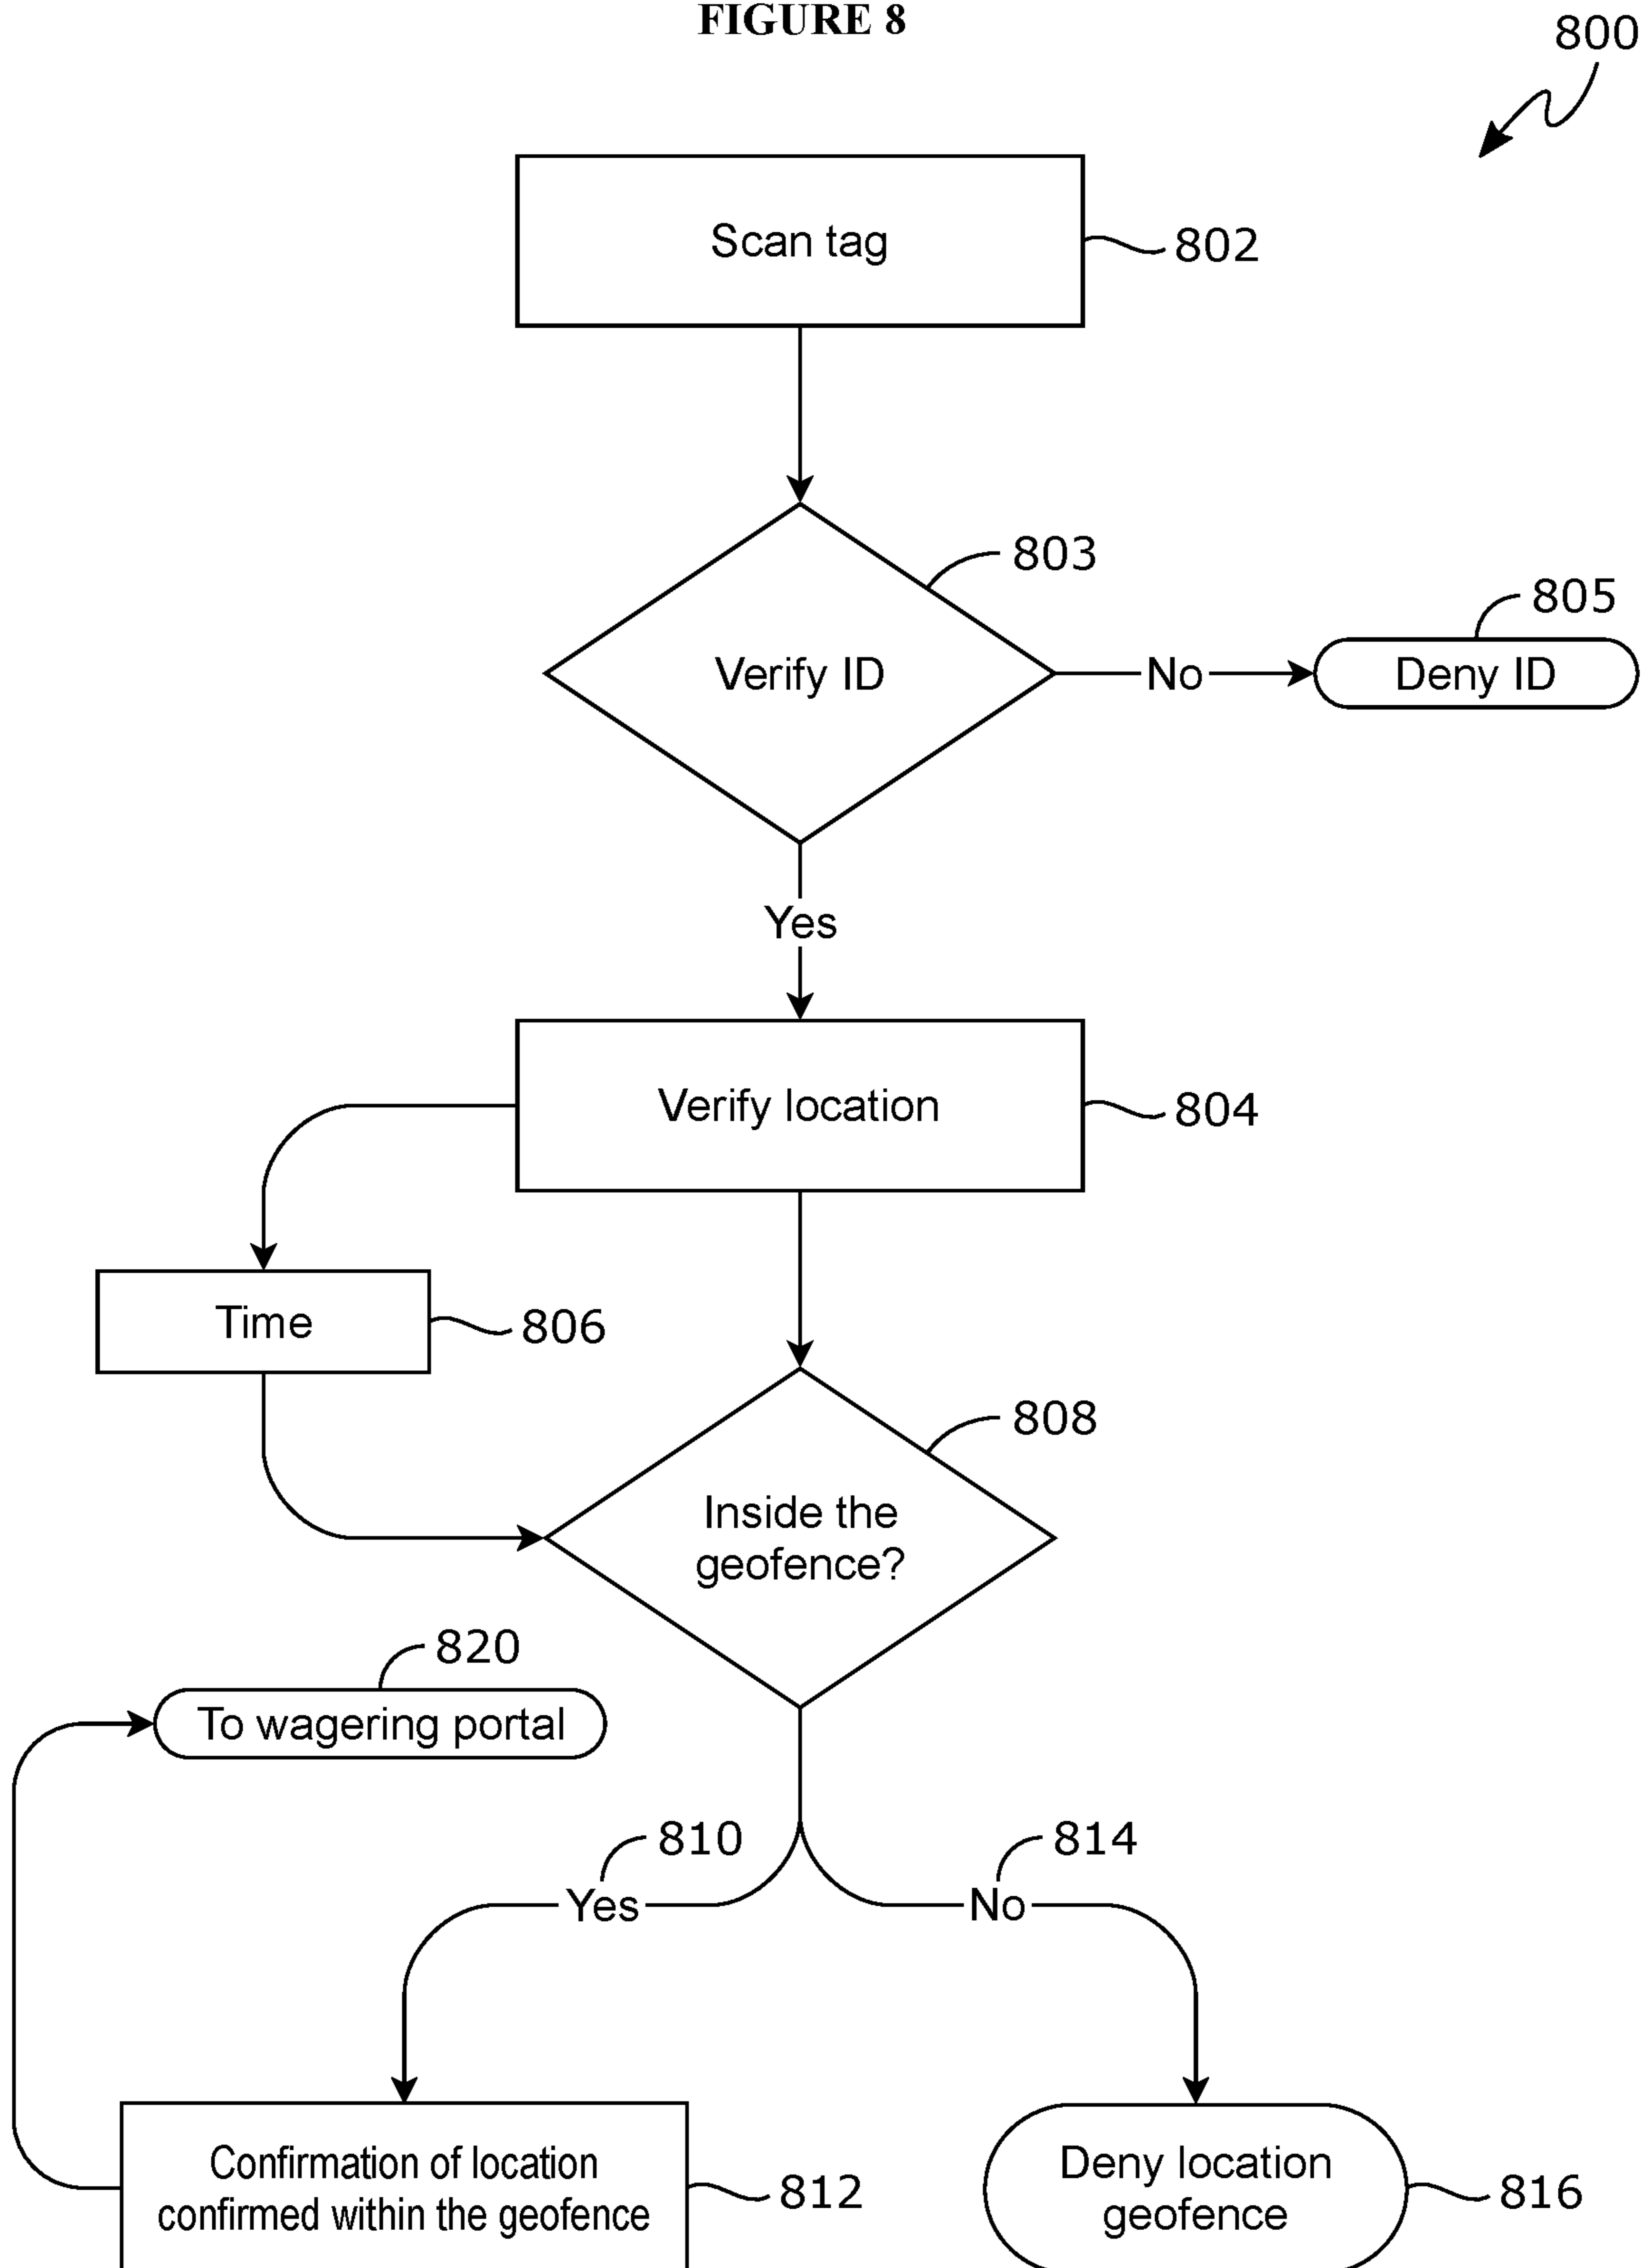 FIGURE 8
800
Scan tag
802
803
Verify ID
No
805
Deny ID
Yes
Verify location
804
Time
806
808
Inside the
geofence?
820
To wagering portal
810
Yes
814
No
Confirmation of location
confirmed within the geofence
812
Deny location
geofence
816